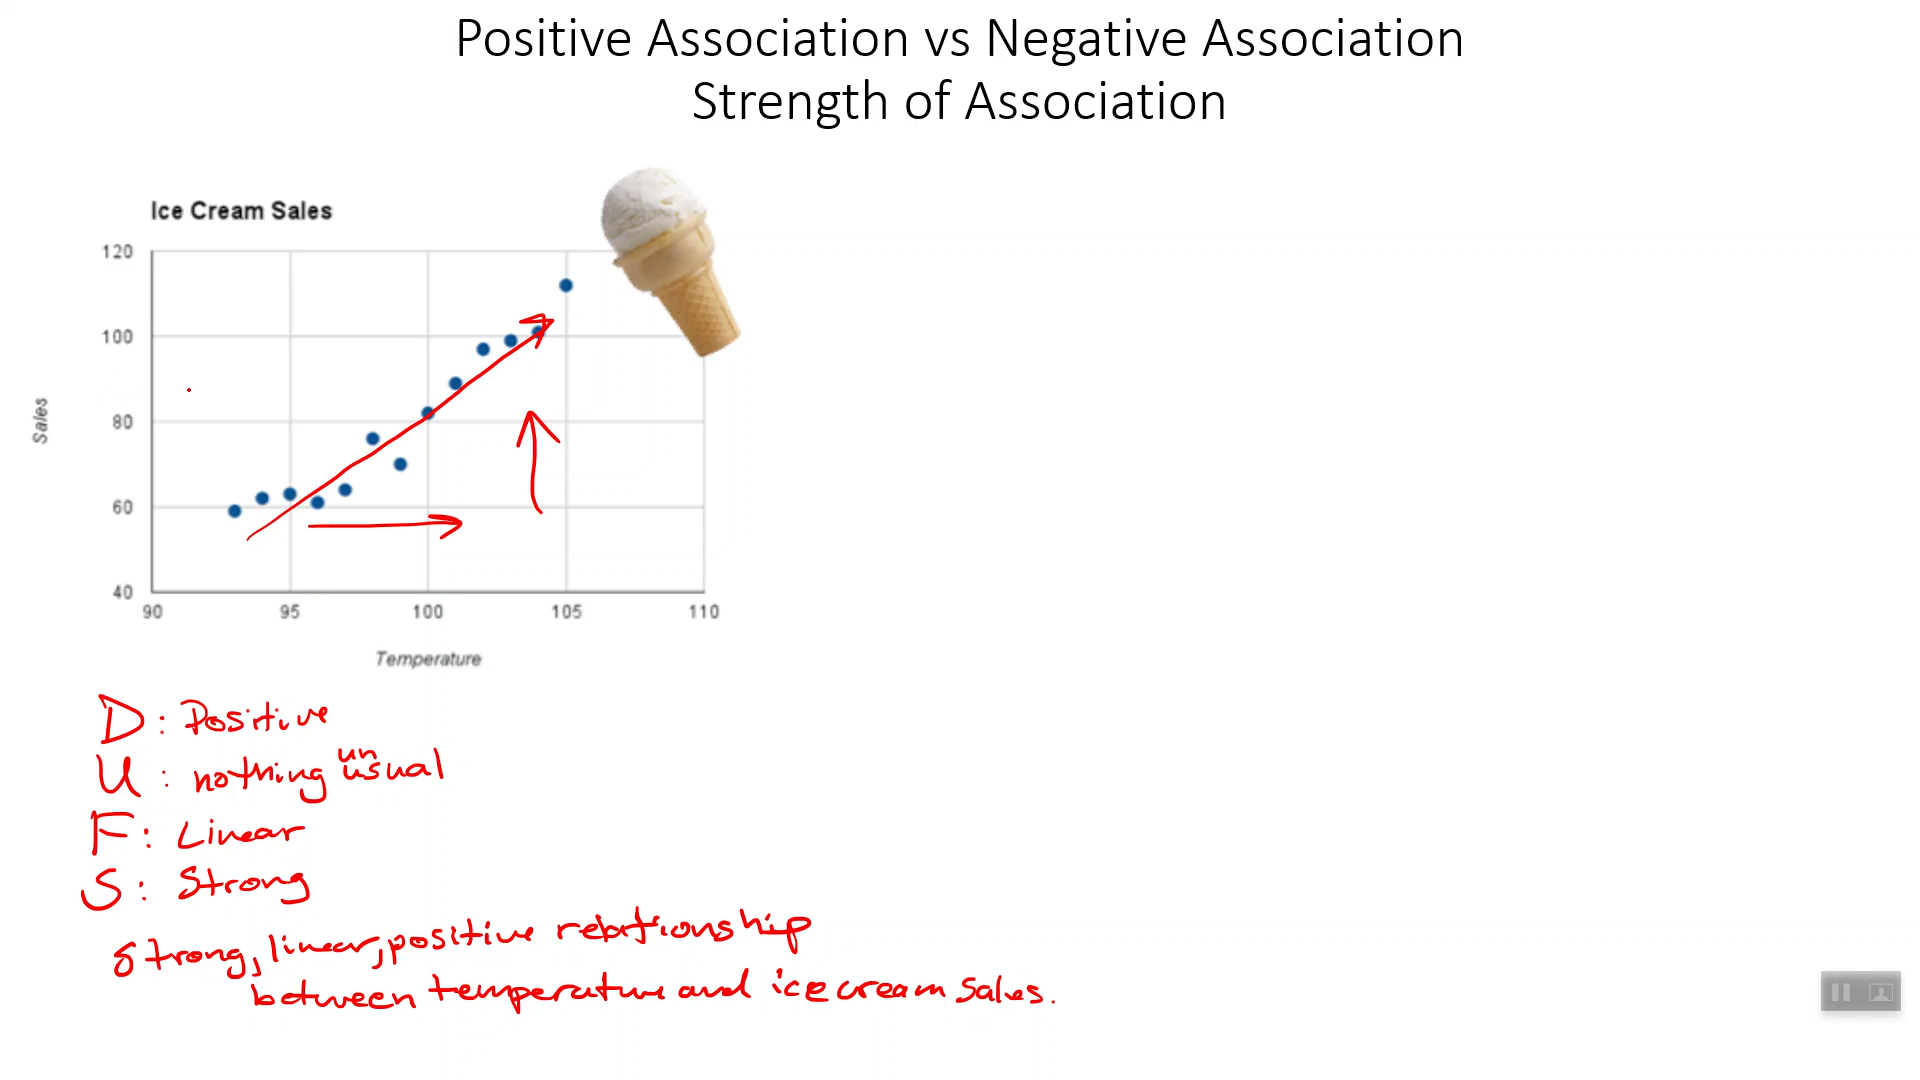 Positive Association vs Negative Association
Strength of Association
Ice Cream Sales
120
100
80
60
40
Sales
90 95 100 105 110
Temperature
D: Positive
U: nothing unusual
F: Linear
S: Strong
Strong, linear, positive relationship
between temperature and ice cream sales.